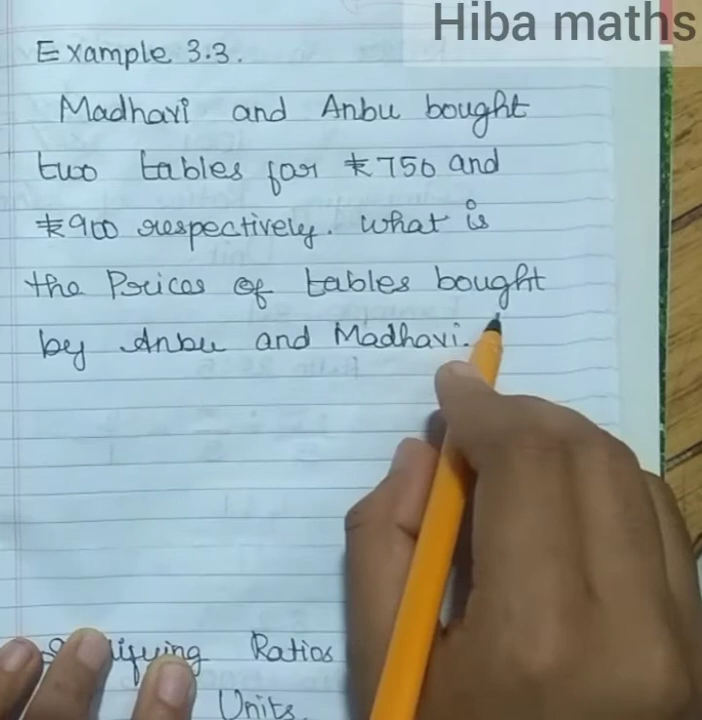 Hiba maths
Example 3.3.
Madhavi and Anbu bought
two tables for ₹750 and
₹900 respectively. What is
the Prices of tables bought
by Anbu and Madhavi.
Ratios
Units